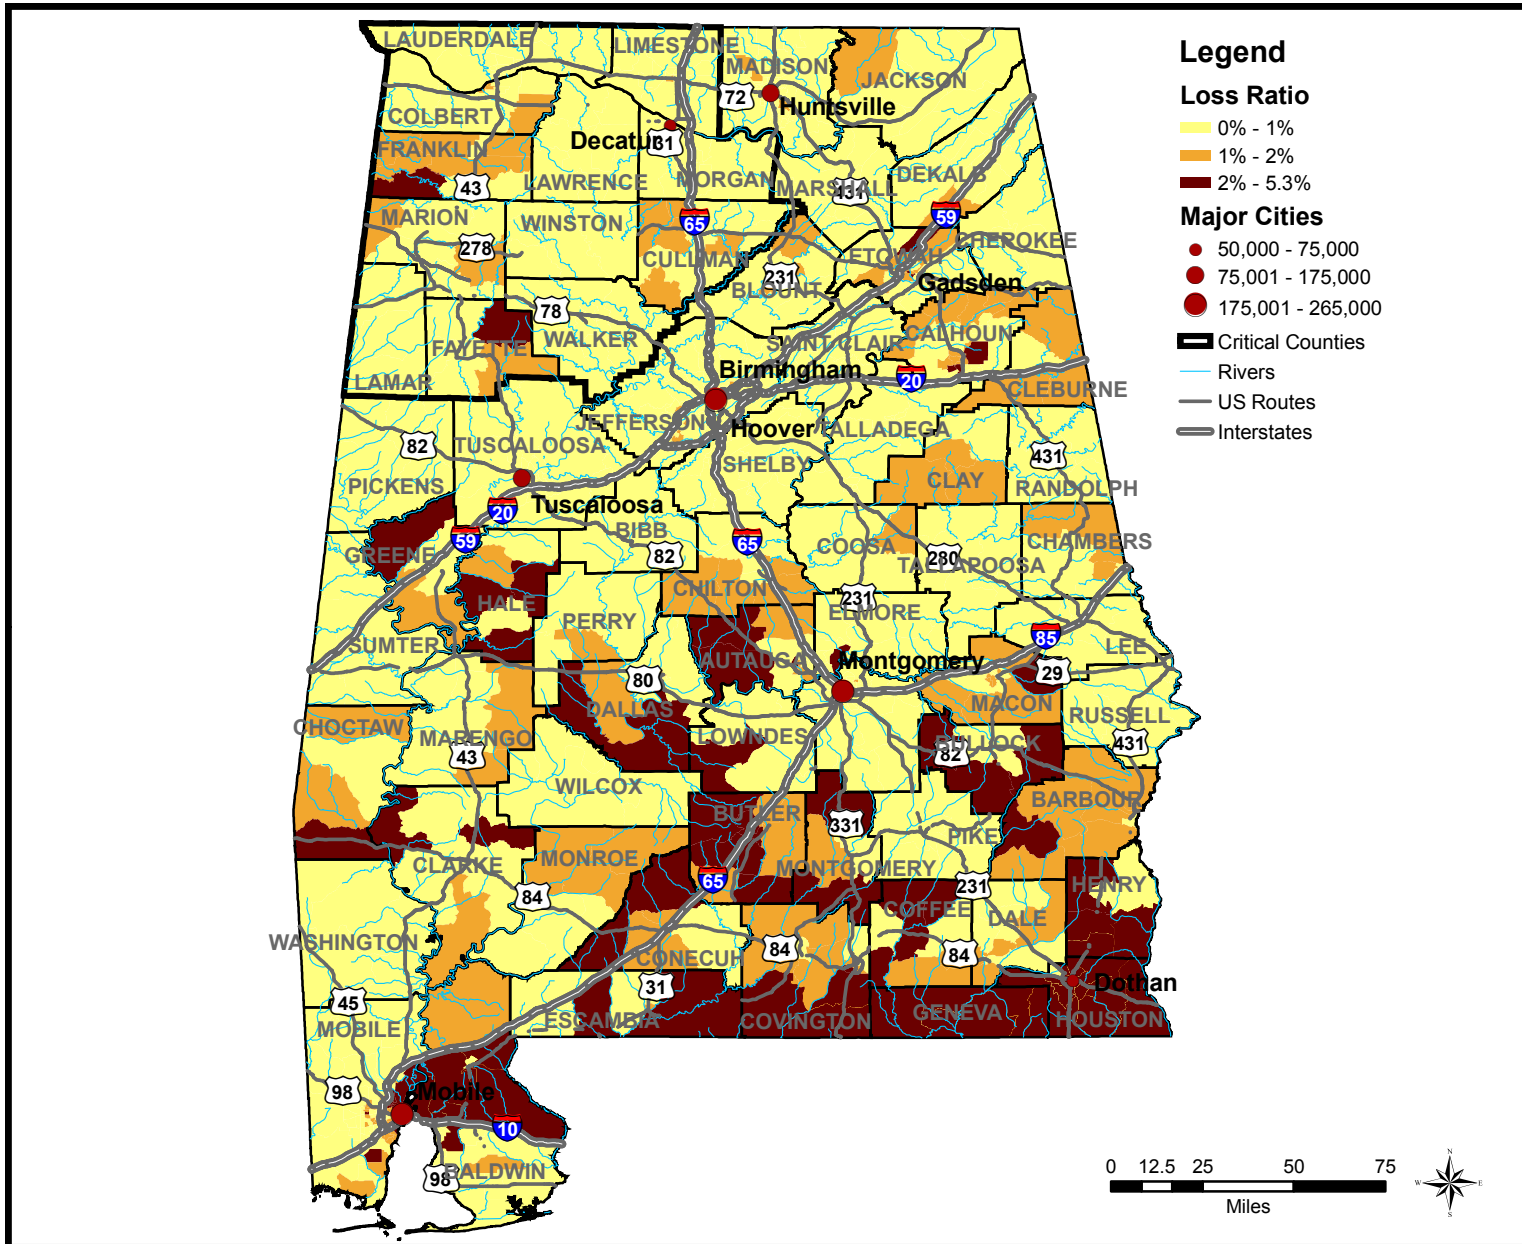 Legend
Loss Ratio
0% - 1%
1% - 2%
2% - 5.3%
Major Cities
50,000 - 75,000
75,001 - 175,000
175,001 - 265,000
Critical Counties
Rivers
US Routes
Interstates
LAUDERDALE
LIMESTONE
MADISON
JACKSON
72
Huntsville
COLBERT
Decatur
31
FRANKLIN
43
LAWRENCE
MORGAN
MARSHALL
431
DEKALB
MARION
WINSTON
65
59
278
CULLMAN
ETOWAH
CHEROKEE
231
BLOUNT
Gadsden
78
WALKER
FAYETTE
SAINT CLAIR
CALHOUN
LAMAR
Birmingham
20
CLEBURNE
JEFFERSON
Hoover
TALLADEGA
82
TUSCALOOSA
SHELBY
431
PICKENS
CLAY
RANDOLPH
Tuscaloosa
20
BIBB
59
82
65
COOSA
280
CHAMBERS
GREENE
TALLAPOOSA
CHILTON
HALE
231
PERRY
ELMORE
85
SUMTER
LEE
AUTAUGA
Montgomery
29
80
MACON
DALLAS
RUSSELL
CHOCTAW
MARENGO
LOWNDES
BULLOCK
431
43
82
WILCOX
BARBOUR
BUTLER
331
PIKE
MONROE
CLARKE
MONTGOMERY
65
84
231
HENRY
COFFEE
DALE
WASHINGTON
84
84
CONECUH
31
Dothan
45
MOBILE
ESCAMBIA
COVINGTON
GENEVA
HOUSTON
98
Mobile
10
98
BALDWIN
0 12.5 25 50 75
Miles
N
W
E
S